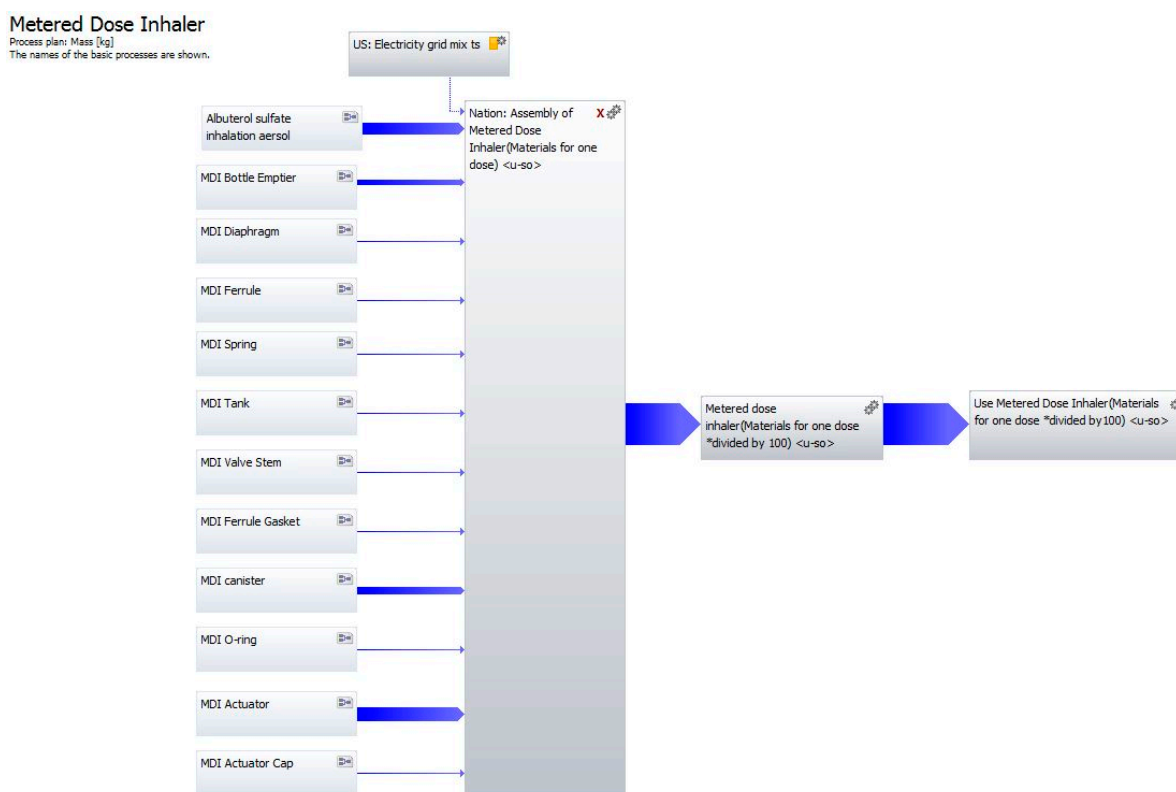 Metered Dose Inhaler
Process plan: Mass [kg]
The names of the basic processes are shown.
US: Electricity grid mix ts
Albuterol sulfate
inhalation aersol
Nation: Assembly of
Metered Dose
Inhaler(Materials for one
dose) <u-so>
X
MDI Bottle Emptier
MDI Diaphragm
MDI Ferrule
MDI Spring
MDI Tank
Metered dose
inhaler(Materials for one dose
*divided by 100) <u-so>
Use Metered Dose Inhaler(Materials
for one dose *divided by100) <u-so>
MDI Valve Stem
MDI Ferrule Gasket
MDI canister
MDI O-ring
MDI Actuator
MDI Actuator Cap